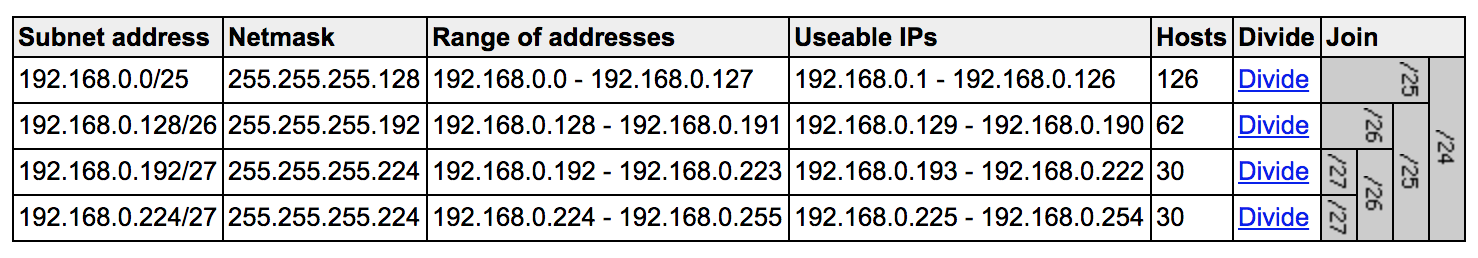 Subnet address Netmask Range of addresses Useable IPs Hosts Divide Join
192.168.0.0/25 255.255.255.128 192.168.0.0 - 192.168.0.127 192.168.0.1 - 192.168.0.126 126 Divide /25 /24
192.168.0.128/26 255.255.255.192 192.168.0.128 - 192.168.0.191 192.168.0.129 - 192.168.0.190 62 Divide /26 /25
192.168.0.192/27 255.255.255.224 192.168.0.192 - 192.168.0.223 192.168.0.193 - 192.168.0.222 30 Divide /27 /26
192.168.0.224/27 255.255.255.224 192.168.0.224 - 192.168.0.255 192.168.0.225 - 192.168.0.254 30 Divide /27